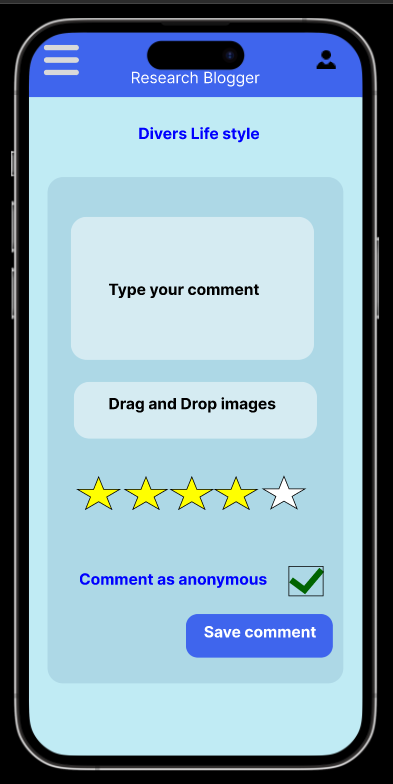 Research Blogger
Divers Life style
Type your comment
Drag and Drop images
Comment as anonymous
Save comment